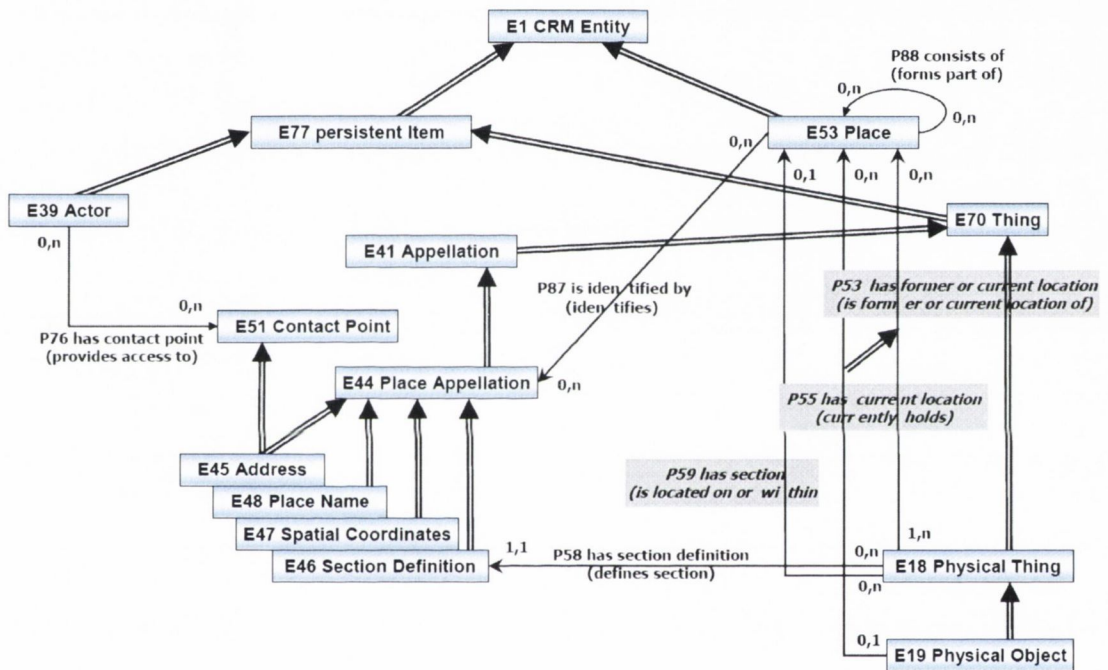 E1 CRM Entity
P88 consists of
(forms part of)
0,n
0,n
E77 persistent Item
E53 Place
0,n
0,1
0,n
0,n
E39 Actor
0,n
E70 Thing
E41 Appellation
P87 is iden tified by
(iden tifies)
P53 has former or current location
(is form er or current location of)
0,n
E51 Contact Point
P76 has contact point
(provides access to)
E44 Place Appellation
0,n
P55 has current location
(curr ently holds)
E45 Address
P59 has section
(is located on or wi thin
E48 Place Name
E47 Spatial Coordinates
1,n
1,1
P58 has section definition
(defines section)
0,n
E46 Section Definition
E18 Physical Thing
0,n
0,1
E19 Physical Object